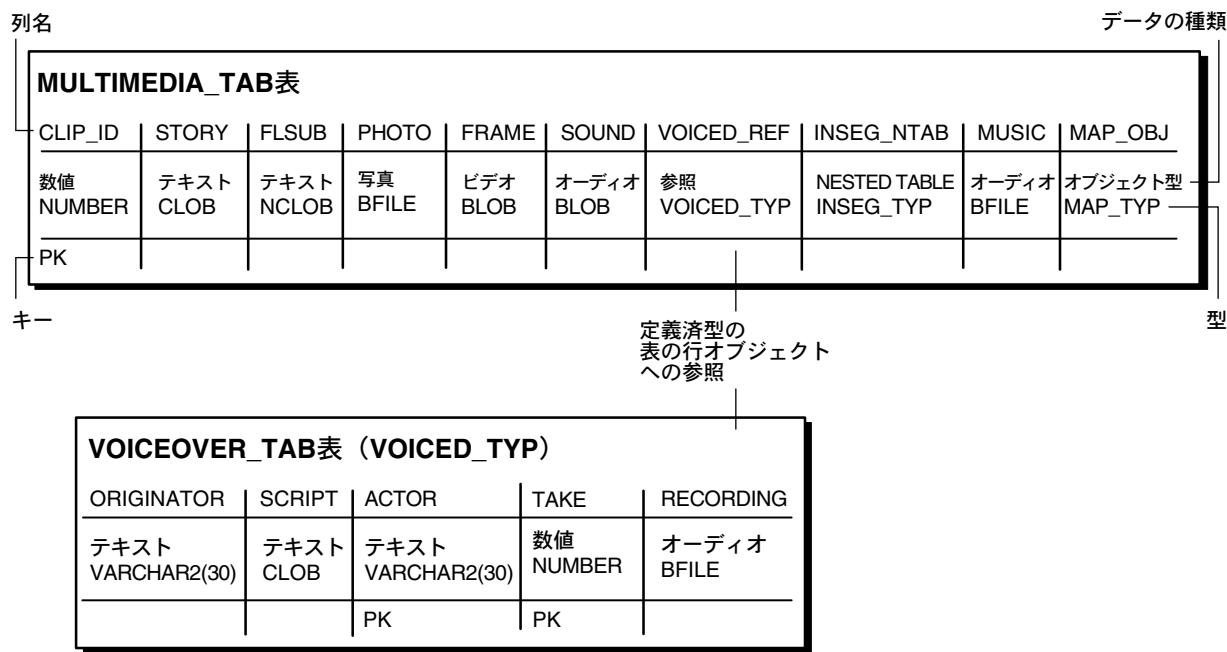 列名
データの種類
MULTIMEDIA_TAB表
CLIP_ID STORY FLSUB PHOTO FRAME SOUND VOICED_REF INSEG_NTAB MUSIC MAP_OBJ
数値 テキスト テキスト 写真 ビデオ オーディオ 参照 NESTED TABLE オーディオ オブジェクト型
NUMBER CLOB NCLOB BFILE BLOB BLOB VOICED_TYP INSEG_TYP BFILE MAP_TYP
PK
キー
型
定義済型の
表の行オブジェクト
への参照
VOICEOVER_TAB表（VOICED_TYP）
ORIGINATOR SCRIPT ACTOR TAKE RECORDING
テキスト テキスト テキスト 数値 オーディオ
VARCHAR2(30) CLOB VARCHAR2(30) NUMBER BFILE
PK PK